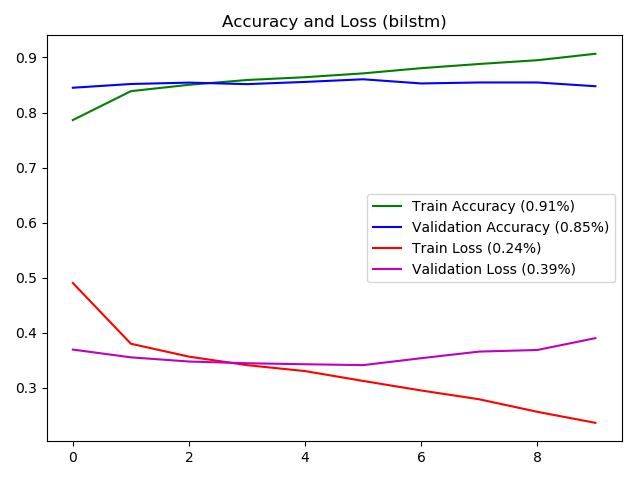 Accuracy and Loss (bilstm)
0.9
0.8
0.7
0.6
0.5
0.4
0.3
Train Accuracy (0.91%)
Validation Accuracy (0.85%)
Train Loss (0.24%)
Validation Loss (0.39%)
0 2 4 6 8